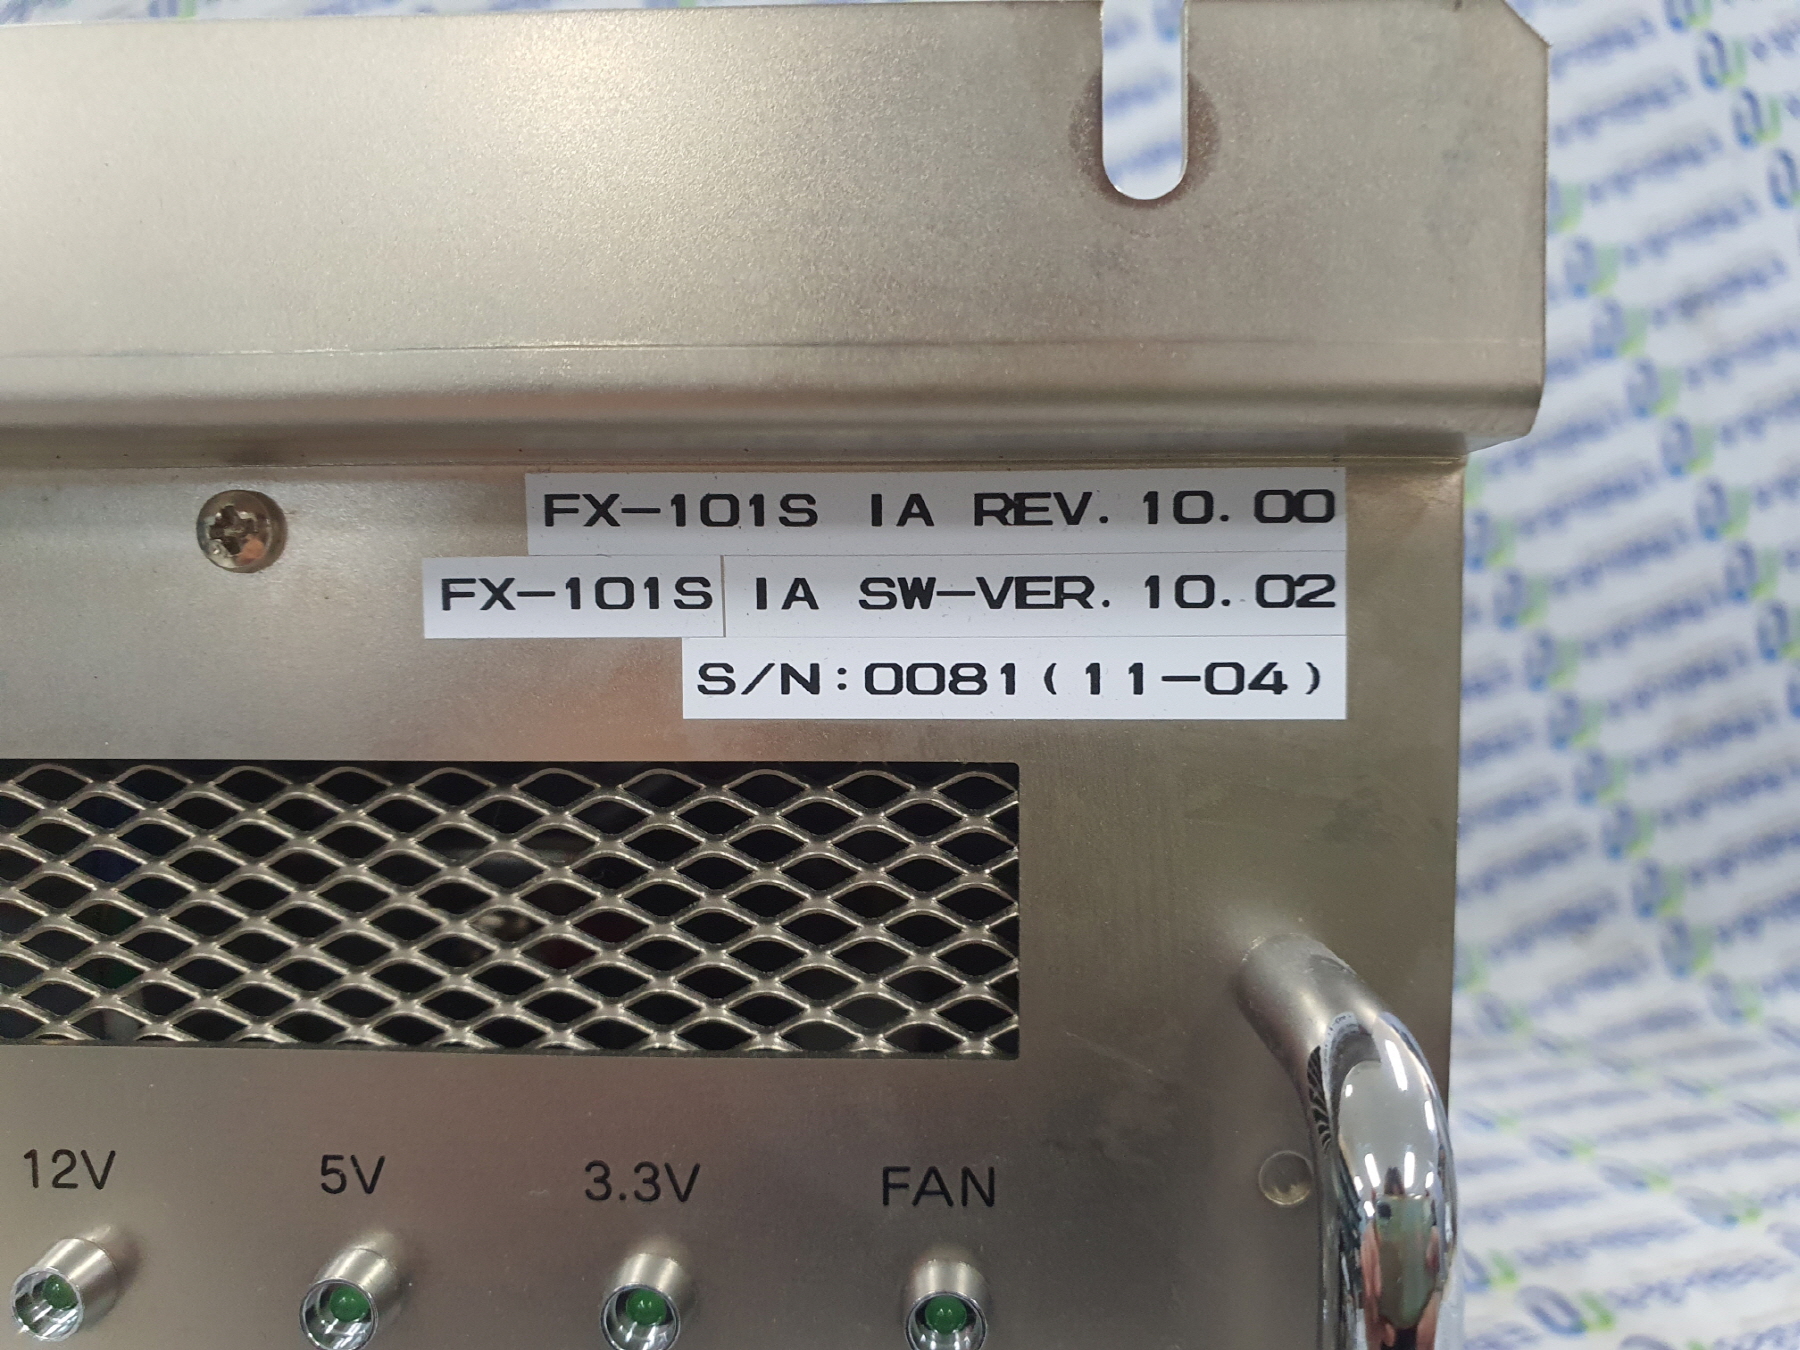 FX-101S IA REV. 10.00
FX-101S IA SW-VER. 10.02
S/N:0081(11-04)
12V 5V 3.3V FAN